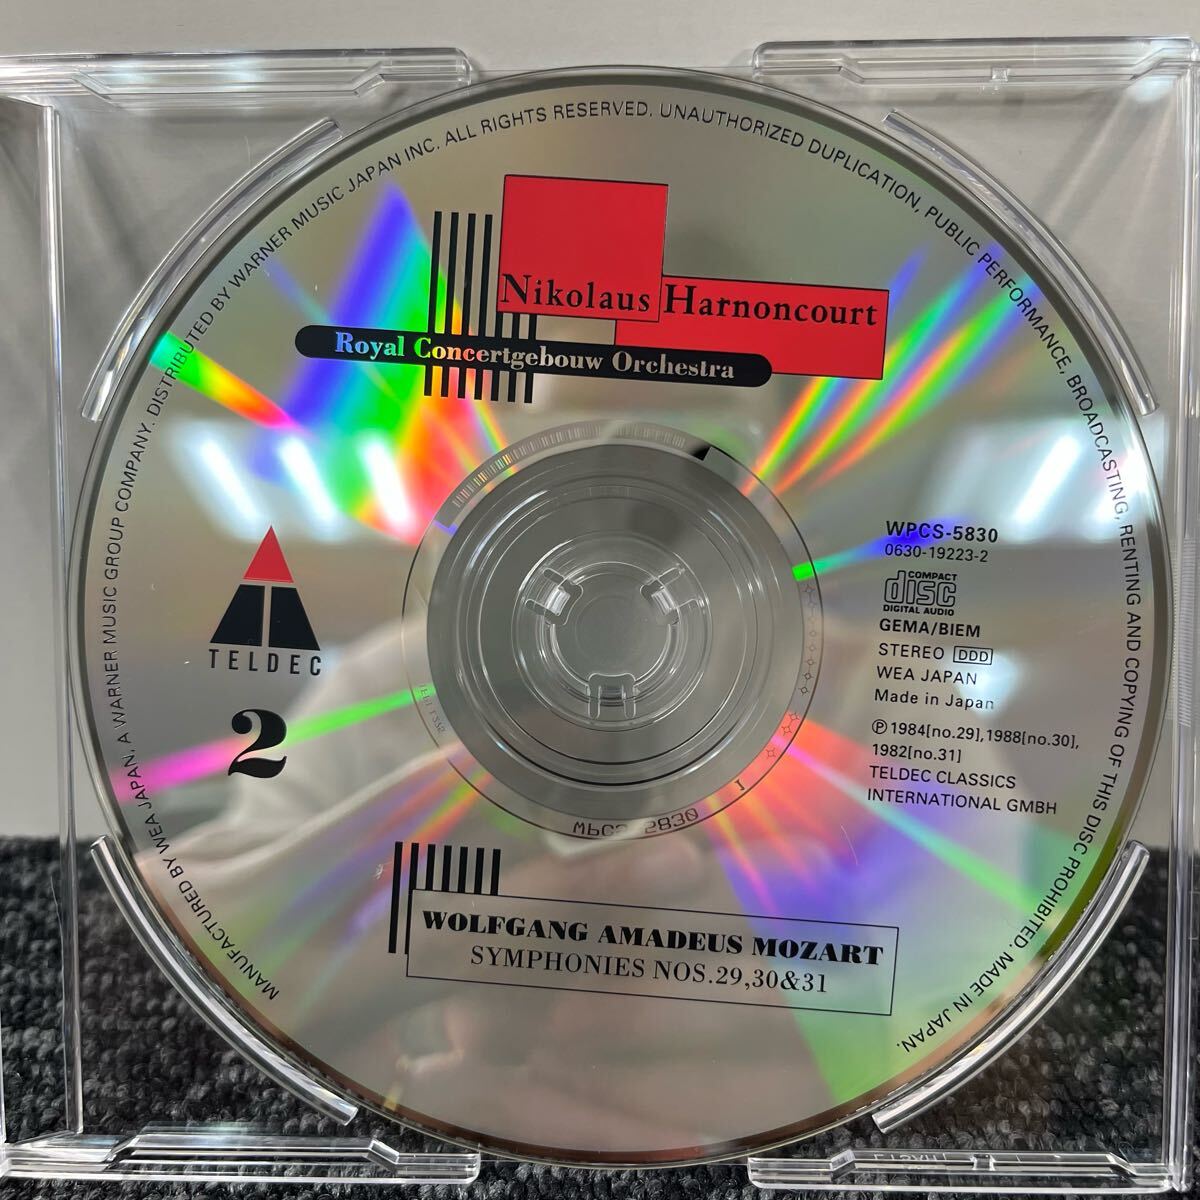 MANUFACTURED BY WEA JAPAN, A WARNER MUSIC GROUP COMPANY. DISTRIBUTED BY WARNER MUSIC JAPAN INC. ALL RIGHTS RESERVED. UNAUTHORIZED DUPLICATION, PUBLIC PERFORMANCE, BROADCASTING, RENTING AND COPYING OF THIS DISC PROHIBITED. MADE IN JAPAN.
Nikolaus Harnoncourt
Royal Concertgebouw Orchestra
TELDEC
2
WPCS-5830
0630-19223-2
COMPACT
disc
DIGITAL AUDIO
GEMA/BIEM
STEREO DDD
WEA JAPAN
Made in Japan
Ⓟ 1984[no.29], 1988[no.30],
1982[no.31]
TELDEC CLASSICS
INTERNATIONAL GMBH
WOLFGANG AMADEUS MOZART
SYMPHONIES NOS.29,30&31